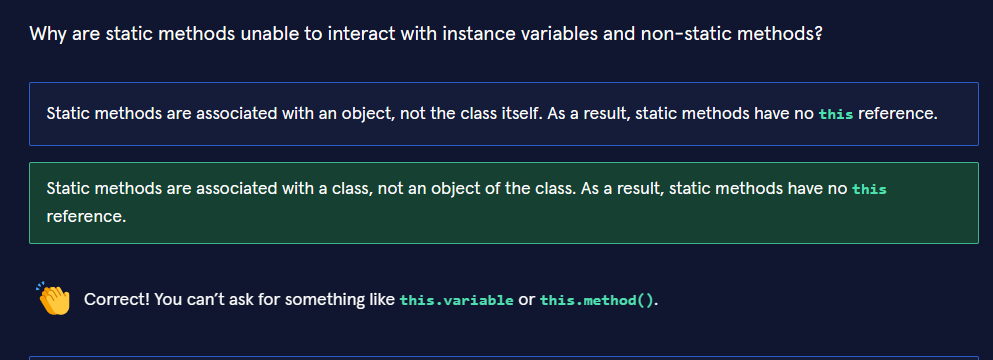 Why are static methods unable to interact with instance variables and non-static methods?
Static methods are associated with an object, not the class itself. As a result, static methods have no this reference.
Static methods are associated with a class, not an object of the class. As a result, static methods have no this
reference.
Correct! You can’t ask for something like this.variable or this.method().